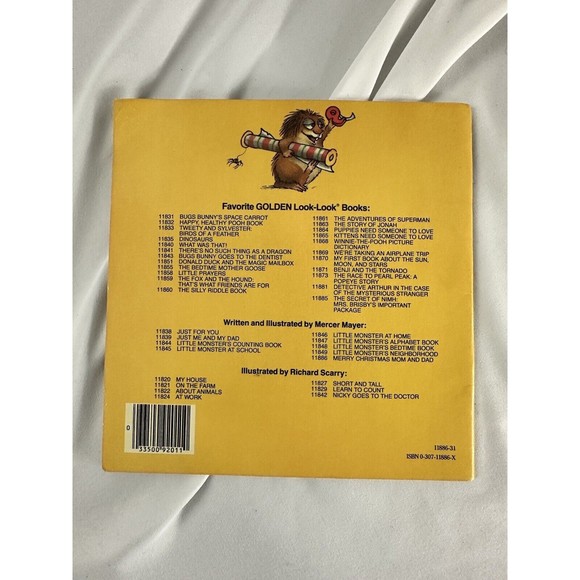 Favorite GOLDEN Look-Look® Books:
11831 BUGS BUNNY'S SPACE CARROT
11832 HAPPY, HEALTHY POOH BOOK
11833 TWEETY AND SYLVESTER:
BIRDS OF A FEATHER
11835 DINOSAURS
11840 WHAT WAS THAT!
11841 THERE'S NO SUCH THING AS A DRAGON
11843 BUGS BUNNY GOES TO THE DENTIST
11851 DONALD DUCK AND THE MAGIC MAILBOX
11855 THE BEDTIME MOTHER GOOSE
11858 LITTLE PRAYERS
11859 THE FOX AND THE HOUND
THAT'S WHAT FRIENDS ARE FOR
11860 THE SILLY RIDDLE BOOK
11861 THE ADVENTURES OF SUPERMAN
11863 THE STORY OF JONAH
11864 PUPPIES NEED SOMEONE TO LOVE
11865 KITTENS NEED SOMEONE TO LOVE
11868 WINNIE-THE-POOH PICTURE
DICTIONARY
11869 WE'RE TAKING AN AIRPLANE TRIP
11870 MY FIRST BOOK ABOUT THE SUN,
MOON, AND STARS
11871 BENJI AND THE TORNADO
11873 THE RACE TO PEARL PEAK: A
POPEYE STORY
11881 DETECTIVE ARTHUR IN THE CASE
OF THE MYSTERIOUS STRANGER
11885 THE SECRET OF NIMH:
MRS. BRISBY'S IMPORTANT
PACKAGE
Written and Illustrated by Mercer Mayer:
11838 JUST FOR YOU
11839 JUST ME AND MY DAD
11844 LITTLE MONSTER'S COUNTING BOOK
11845 LITTLE MONSTER AT SCHOOL
11846 LITTLE MONSTER AT HOME
11847 LITTLE MONSTER'S ALPHABET BOOK
11848 LITTLE MONSTER'S BEDTIME BOOK
11849 LITTLE MONSTER'S NEIGHBORHOOD
11886 MERRY CHRISTMAS MOM AND DAD
Illustrated by Richard Scarry:
11820 MY HOUSE
11821 ON THE FARM
11822 ABOUT ANIMALS
11824 AT WORK
11827 SHORT AND TALL
11829 LEARN TO COUNT
11842 NICKY GOES TO THE DOCTOR
0
33500 92011
11886-31
ISBN 0-307-11886-X